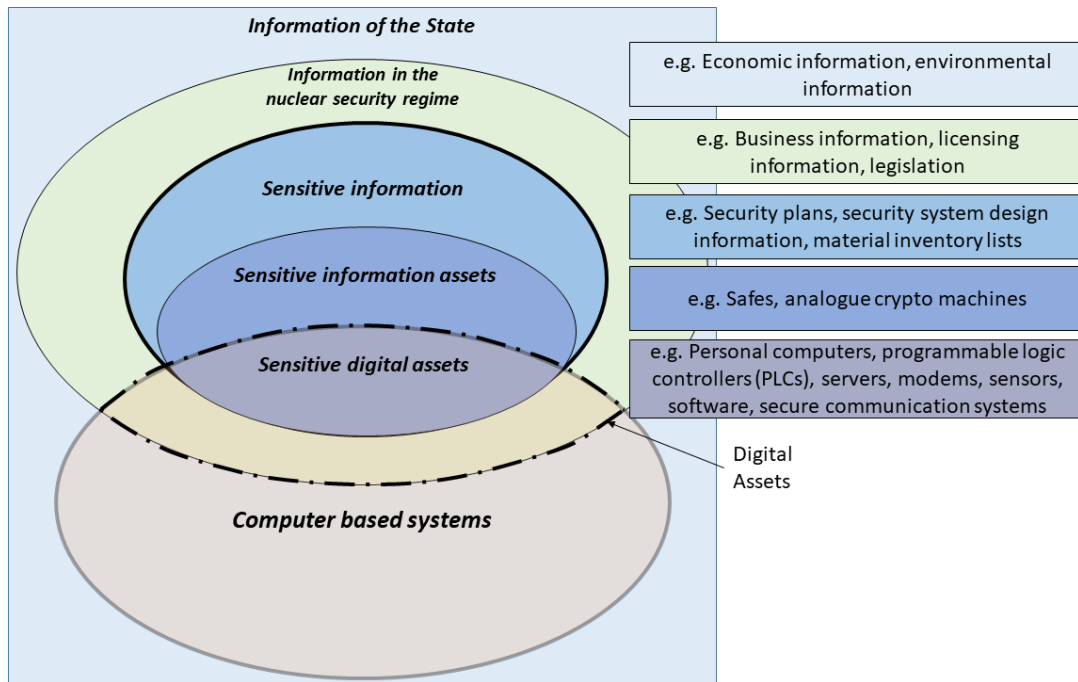 Information of the State
Information in the
nuclear security regime
Sensitive information
Sensitive information assets
Sensitive digital assets
Computer based systems
e.g. Economic information, environmental
information
e.g. Business information, licensing
information, legislation
e.g. Security plans, security system design
information, material inventory lists
e.g. Safes, analogue crypto machines
e.g. Personal computers, programmable logic
controllers (PLCs), servers, modems, sensors,
software, secure communication systems
Digital
Assets